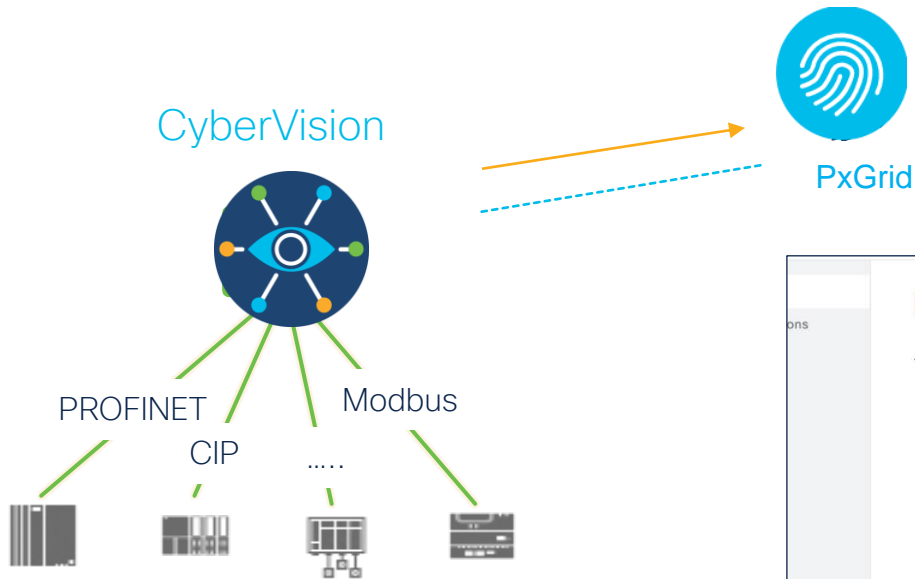 CyberVision
PxGrid
PROFINET
Modbus
CIP
.....
ons